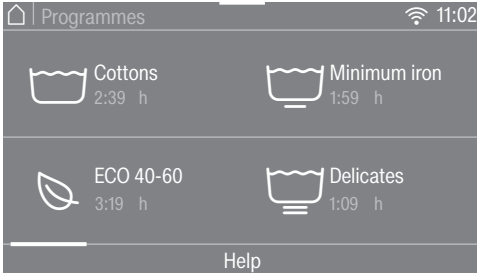 Programmes 11:02
Cottons
2:39 h
Minimum iron
1:59 h
ECO 40-60
3:19 h
Delicates
1:09 h
Help